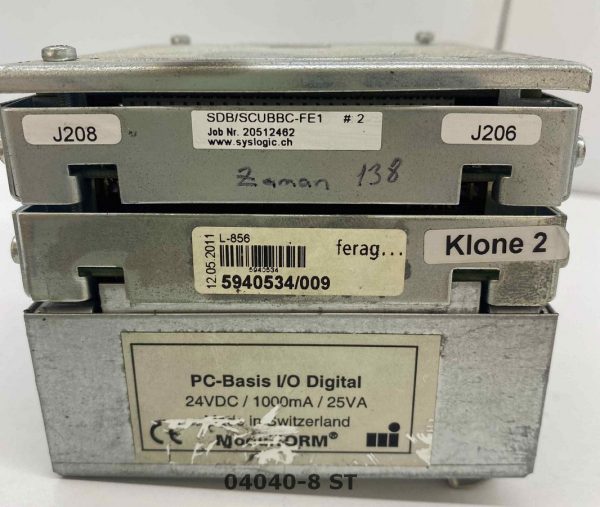 SDB/SCUBBC-FE1 # 2
Job Nr. 20512462
www.syslogic.ch
J208
J206
Zaman 138
12.05.2011
L-856
5940534
5940534/009
ferag...
Klone 2
PC-Basis I/O Digital
24VDC / 1000mA / 25VA
in Switzerland
CE
®
04040-8 ST